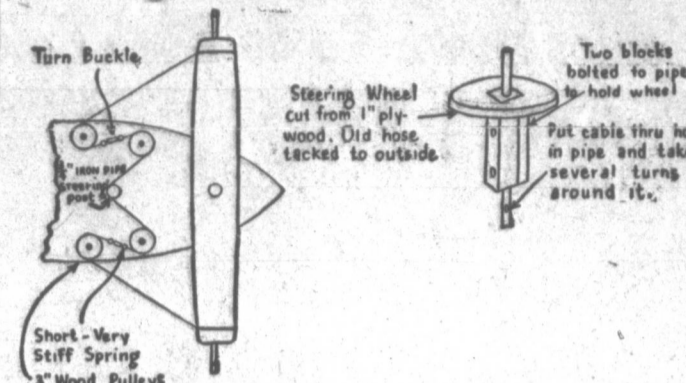 Turn Buckle
Steering Wheel
cut from 1" ply-
wood. Old hose
tacked to outside
Two blocks
bolted to pipe
to hold wheel
Put cable thru
in pipe and
several turns
around it.
" IRON PIPE
STEERING
POST
Short-Very
Stiff Spring
3" Wood Pulleys
D
D